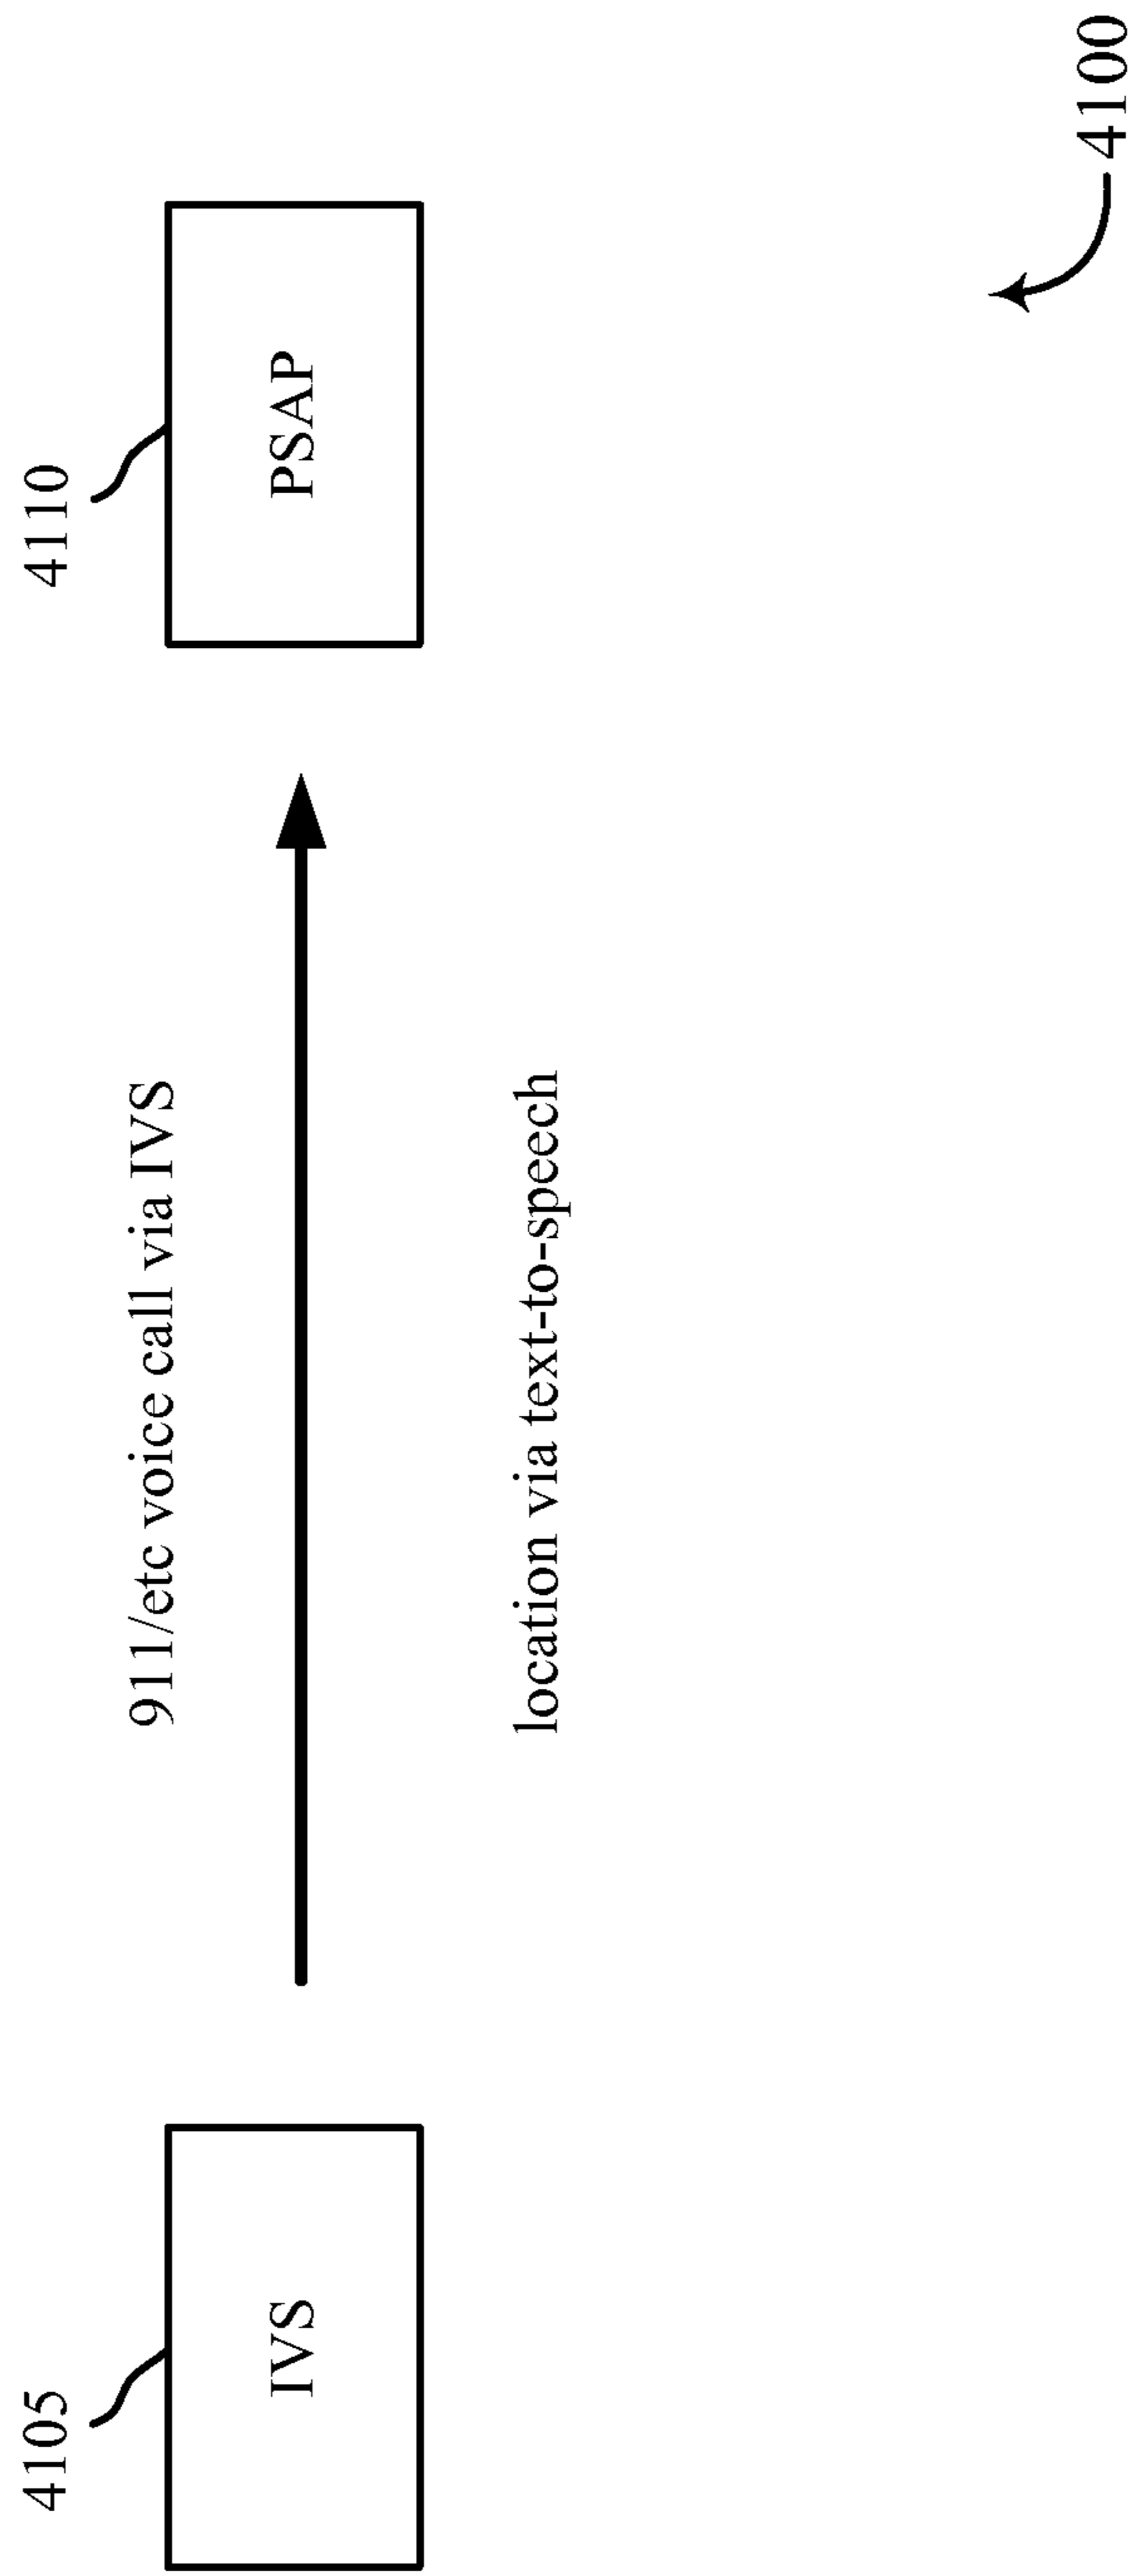 4105
4110
IVS
911/etc voice call via IVS
PSAP
location via text-to-speech
4100